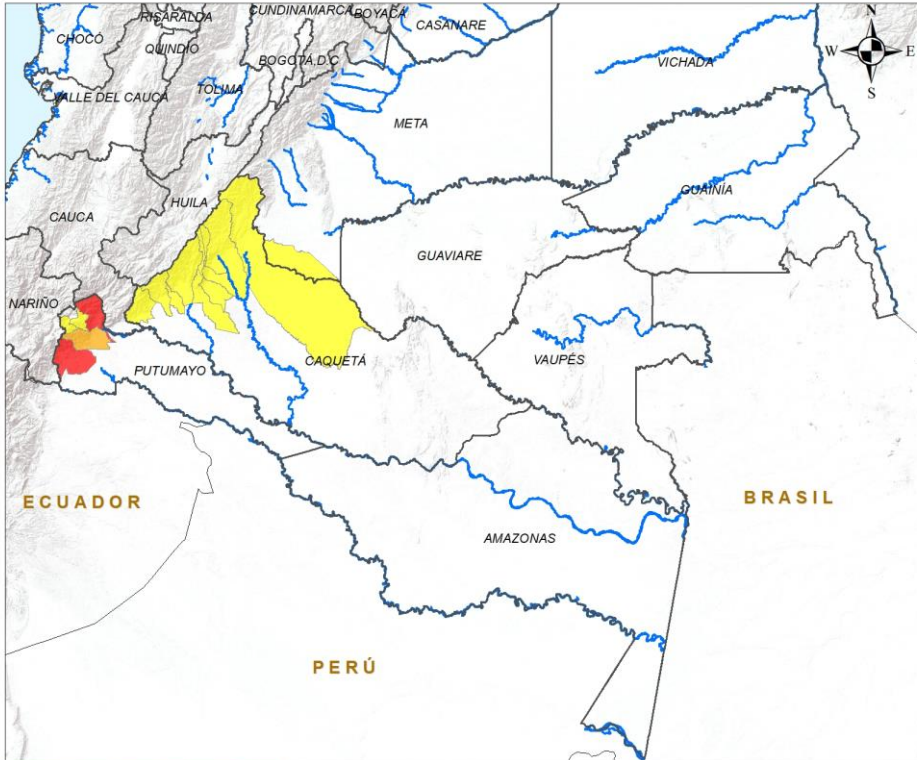 CUNDINAMARCA
BOYACÁ
RISARALDA
CASANARE
N
CHOCÓ
QUINDIO
W
E
BOGOTÁ D.C
VICHADA
TOLIMA
S
VALLE DEL CAUCA
META
GUAINÍA
HUILA
CAUCA
GUAVIARE
NARIÑO
VAUPÉS
CAQUETÁ
PUTUMAYO
ECUADOR
BRASIL
AMAZONAS
PERÚ